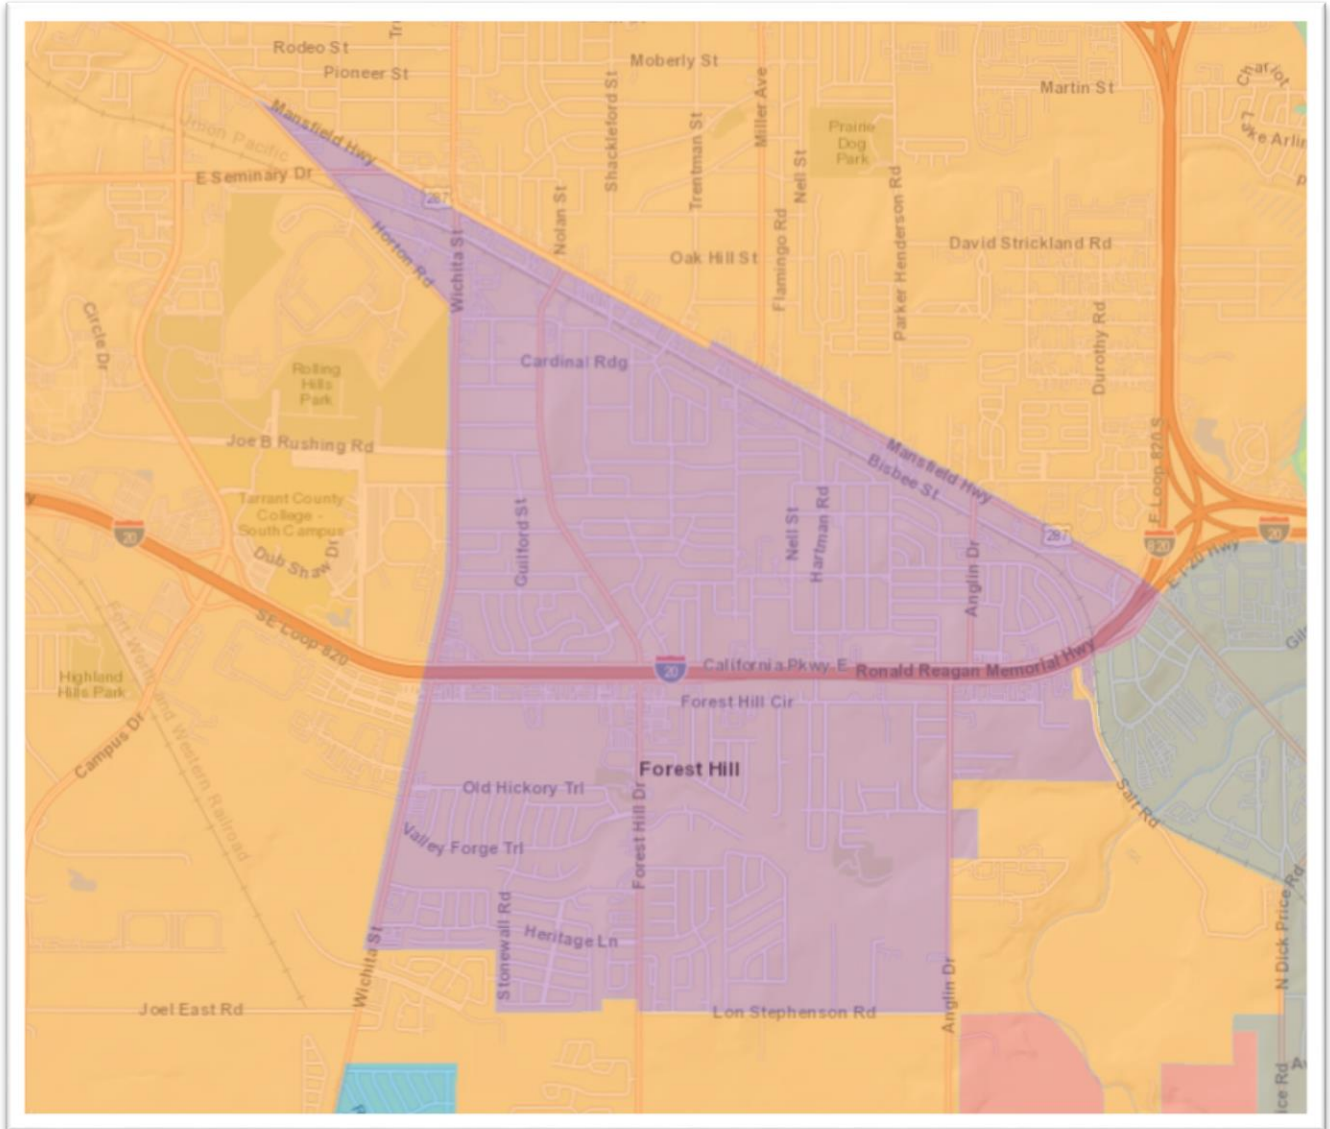 Rodeo St
Pioneer St
Moberly St
Martin St
Mansfield Hwy
Union Pacific
E Seminary Dr
287
Horton Rd
Wichita St
Nolan St
Shackleford St
Trentman St
Miller Ave
Nell St
Flamingo Rd
Prairie
Dog
Park
Parker Henderson Rd
Oak Hill St
David Strickland Rd
Durothy Rd
Chariot
Circle Dr
Rolling
Hills
Park
Cardinal Rdg
Joe B Rushing Rd
Tarrant County
College -
South Campus
Dub Shaw Dr
20
SE Loop 820
Guilford St
Nell St
Hartman Rd
Mansfield Hwy
Bisbee St
287
Anglin Dr
E Loop 820 S
820
20
E I-20 Hwy
Highland
Hills Park
Campus Dr
Fort Worth and Western Railroad
20
California Pkwy E
Ronald Reagan Memorial Hwy
Forest Hill Cir
Forest Hill
Old Hickory Trl
Valley Forge Trl
Forest Hill Dr
Stonewall Rd
Heritage Ln
Salt Rd
N Dick Price Rd
Wichita St
Joel East Rd
Lon Stephenson Rd
Anglin Dr